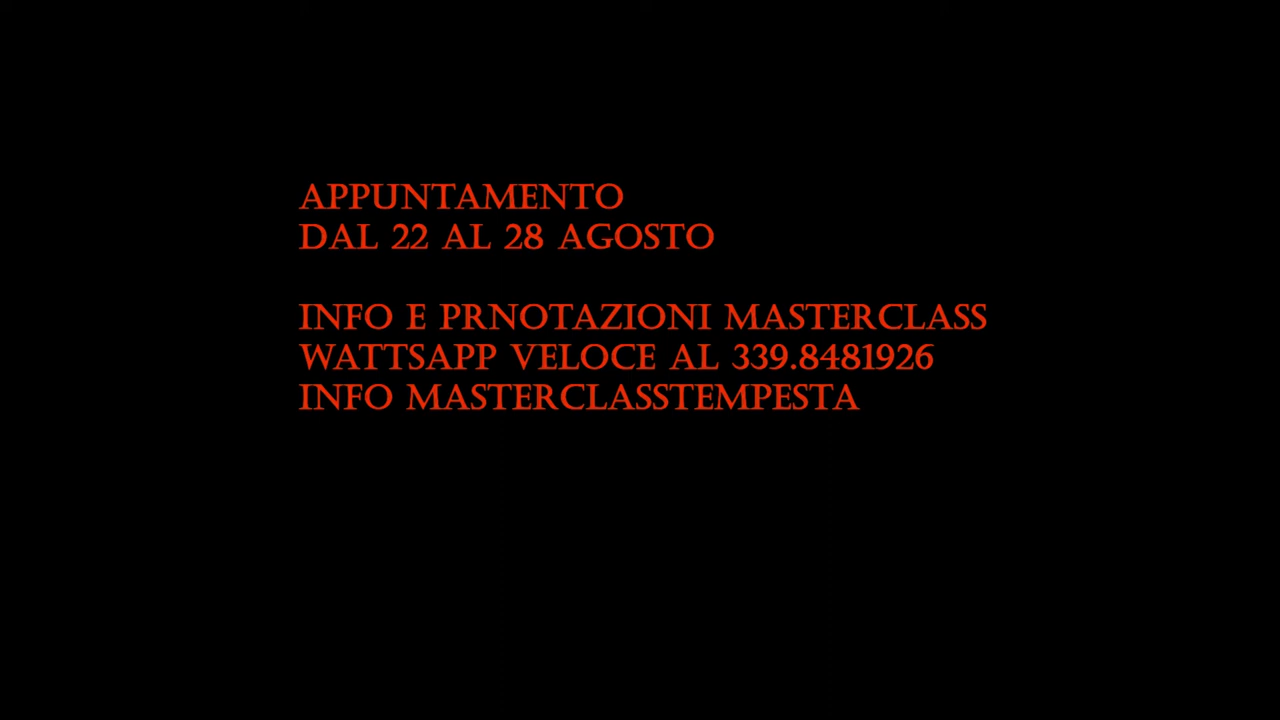 APPUNTAMENTO
DAL 22 AL 28 AGOSTO
INFO E PRNOTAZIONI MASTERCLASS
WATTSAPP VELOCE AL 339.8481926
INFO MASTERCLASSTEMPESTA